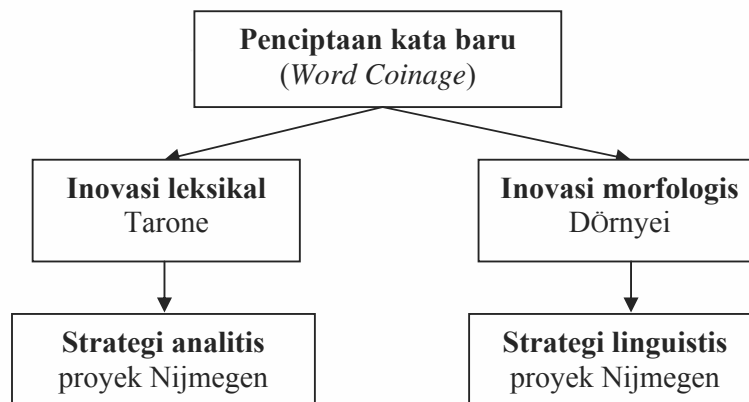 Penciptaan kata baru
(Word Coinage)
Inovasi leksikal
Tarone
Inovasi morfologis
DÖrnyei
Strategi analitis
proyek Nijmegen
Strategi linguistis
proyek Nijmegen